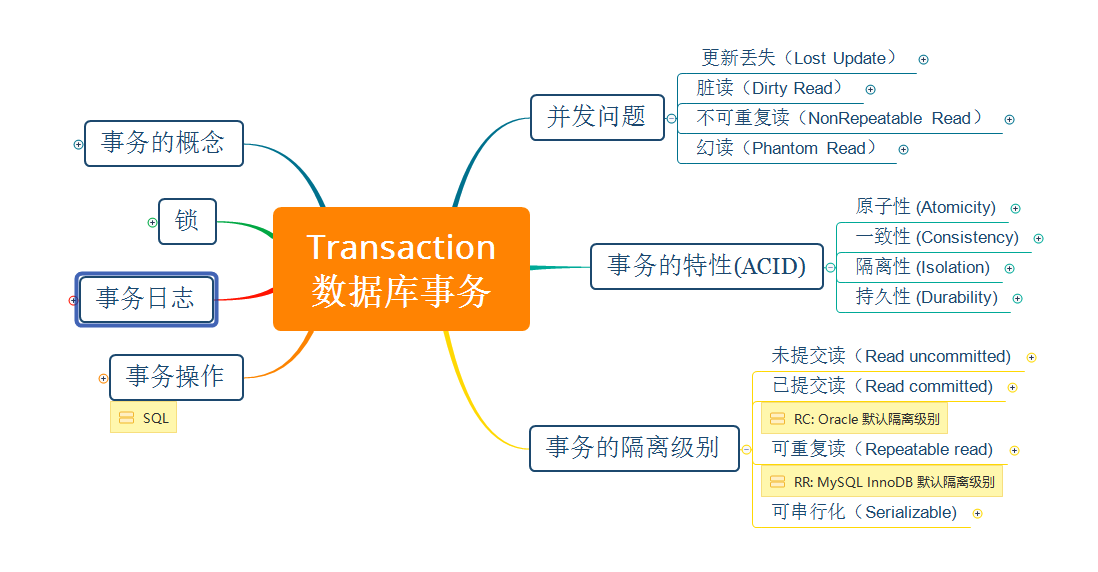 Transaction
数据库事务
并发问题
更新丢失（Lost Update）
脏读（Dirty Read）
不可重复读（NonRepeatable Read）
幻读（Phantom Read）
事务的特性(ACID)
原子性 (Atomicity)
一致性 (Consistency)
隔离性 (Isolation)
持久性 (Durability)
事务的隔离级别
未提交读（Read uncommitted)
已提交读（Read committed)
RC: Oracle 默认隔离级别
可重复读（Repeatable read)
RR: MySQL InnoDB 默认隔离级别
可串行化（Serializable)
事务的概念
锁
事务日志
事务操作
SQL